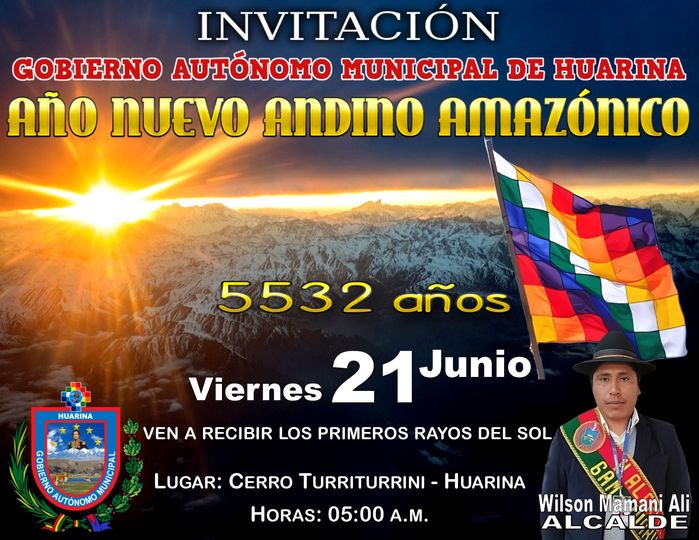 INVITACIÓN
GOBIERNO AUTÓNOMO MUNICIPAL DE HUARINA
AÑO NUEVO ANDINO AMAZÓNICO
5532 años
Viernes 21 Junio
VEN A RECIBIR LOS PRIMEROS RAYOS DEL SOL
LUGAR: CERRO TURRITURRINI - HUARINA
HORAS: 05:00 A.M.
HUARINA
GOBIERNO AUTÓNOMO MUNICIPAL
Wilson Mamani Ali
ALCALDE